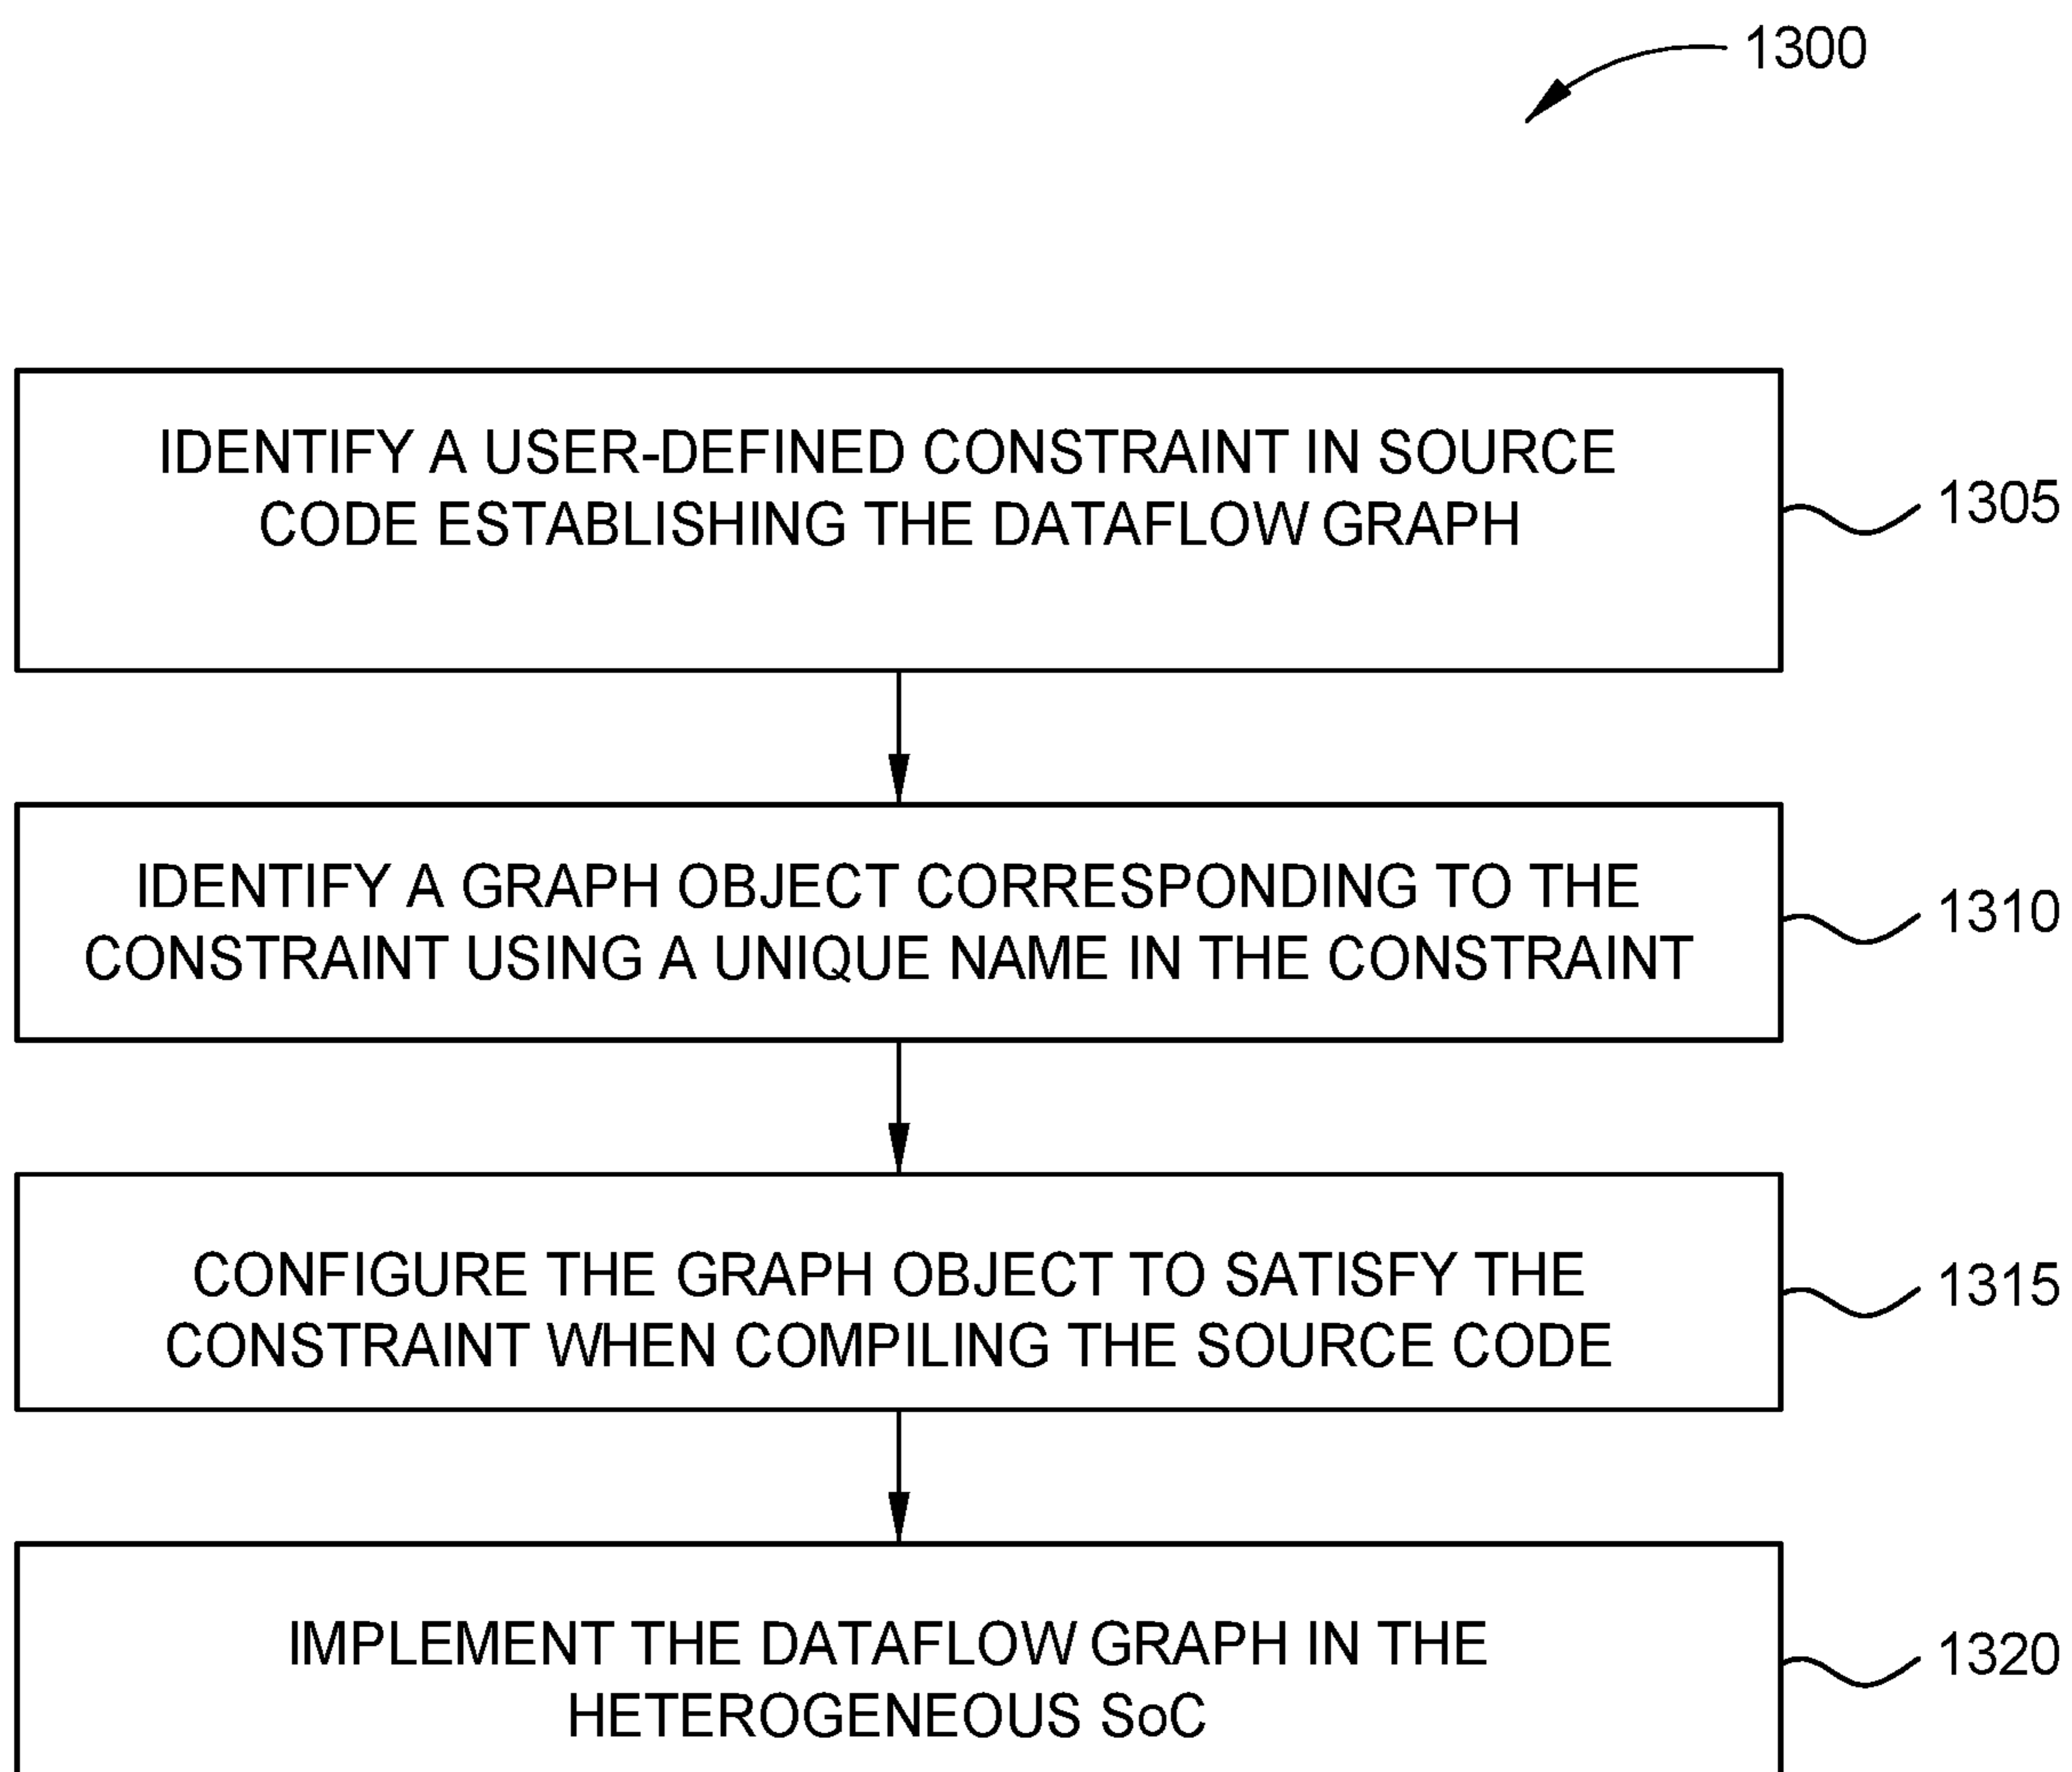 1300
IDENTIFY A USER-DEFINED CONSTRAINT IN SOURCE
CODE ESTABLISHING THE DATAFLOW GRAPH
1305
IDENTIFY A GRAPH OBJECT CORRESPONDING TO THE
CONSTRAINT USING A UNIQUE NAME IN THE CONSTRAINT
1310
CONFIGURE THE GRAPH OBJECT TO SATISFY THE
CONSTRAINT WHEN COMPILING THE SOURCE CODE
1315
IMPLEMENT THE DATAFLOW GRAPH IN THE
HETEROGENEOUS SoC
1320